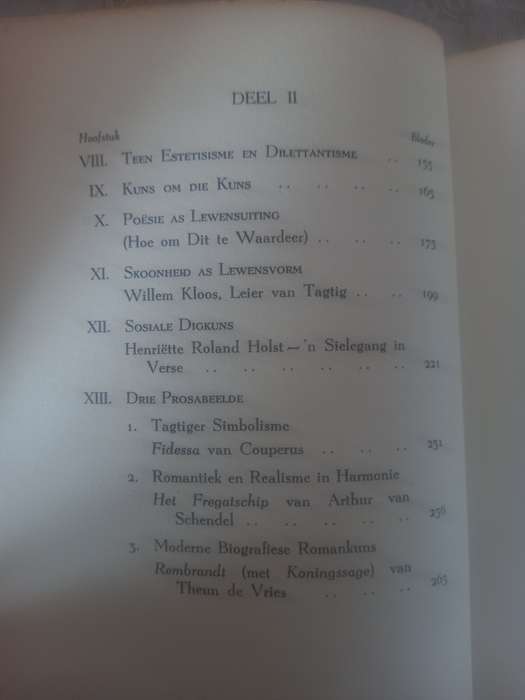 DEEL II
Hoofstuk Bladsy
VIII. TEEN ESTETISISME EN DILETTANTISME .. 155
IX. KUNS OM DIE KUNS .. .. .. .. 165
X. POËSIE AS LEWENSUITING
(Hoe om Dit te Waardeer) .. .. .. 173
XI. SKOONHEID AS LEWENSVORM
Willem Kloos, Leier van Tagtig .. .. 199
XII. SOSIALE DIGKUNS
Henriëtte Roland Holst—'n Sielegang in
Verse .. .. .. .. .. .. 221
XIII. DRIE PROSABEELDE
1. Tagtiger Simbolisme
Fidessa van Couperus .. .. .. 251
2. Romantiek en Realisme in Harmonie
Het Fregatschip van Arthur van
Schendel .. .. .. .. .. 256
3. Moderne Biografiese Romankuns
Rembrandt (met Koningssage) van
Theun de Vries .. .. .. 265